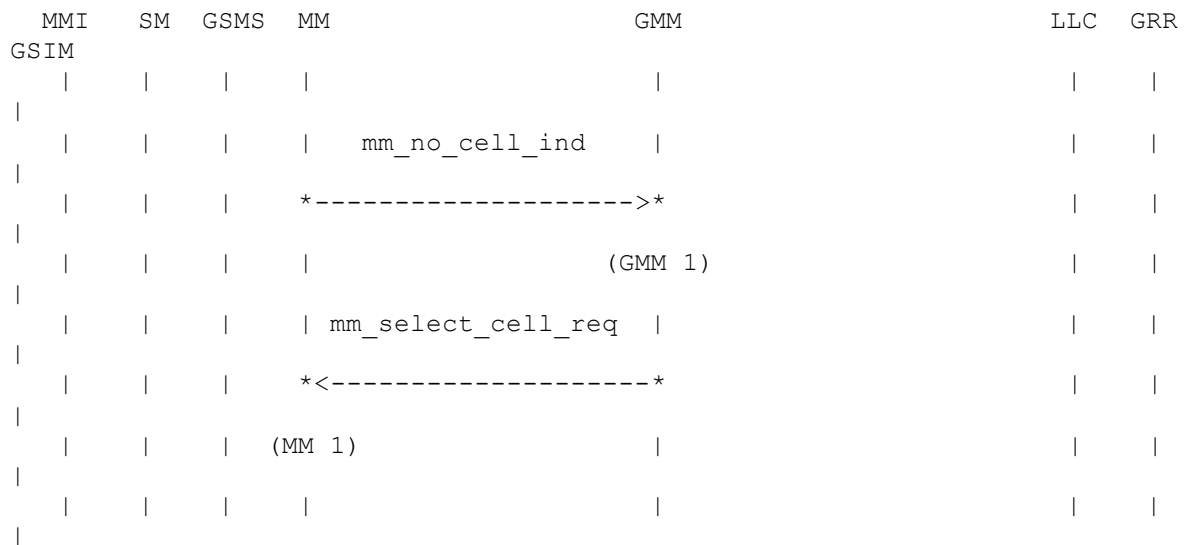 MMI SM GSMS MM GMM LLC GRR
GSIM
| | | | | | |
|
| | | | mm_no_cell_ind | | |
|
| | | *-------------------->* | |
|
| | | | (GMM 1) | |
|
| | | | mm_select_cell_req | | |
|
| | | *<--------------------* | |
|
| | | (MM 1) | | |
|
| | | | | | |
|